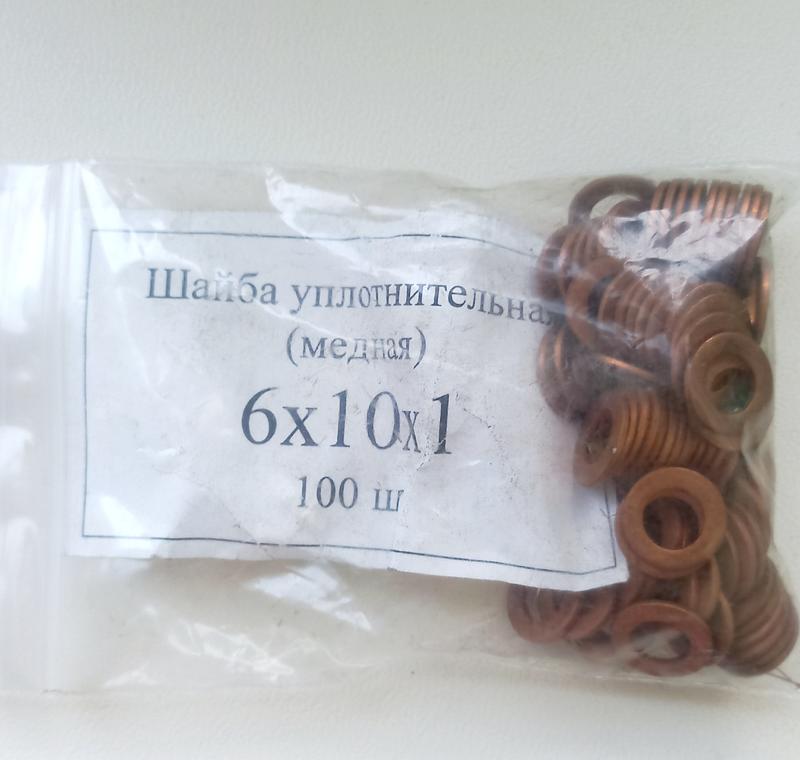 Шайба уплотнительная
(медная)
6х10х1
100 ш